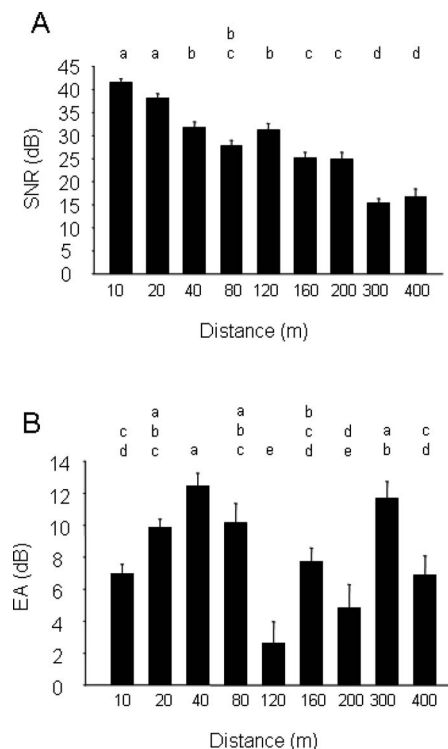 A
b
a a b c b c c d d
45
40
35
30
25
20
15
10
5
0
SNR (dB)
10 20 40 80 120 160 200 300 400
Distance (m)
B
a a b
c b b c d a c
d c a c e d e b d
14
12
10
8
6
4
2
0
EA (dB)
10 20 40 80 120 160 200 300 400
Distance (m)